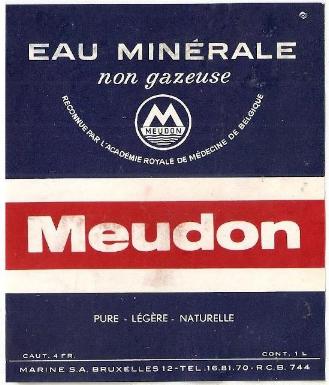 EAU MINÉRALE
non gazeuse
RECONNUE PAR L'ACADÉMIE ROYALE DE MÉDECINE DE BELGIQUE
M
MEUDON
Meudon
PURE - LÉGÈRE - NATURELLE
CAUT. 4 FR. CONT. 1 L
MARINE S.A. BRUXELLES 12 - TEL. 16.81.70 - R.C.B. 744